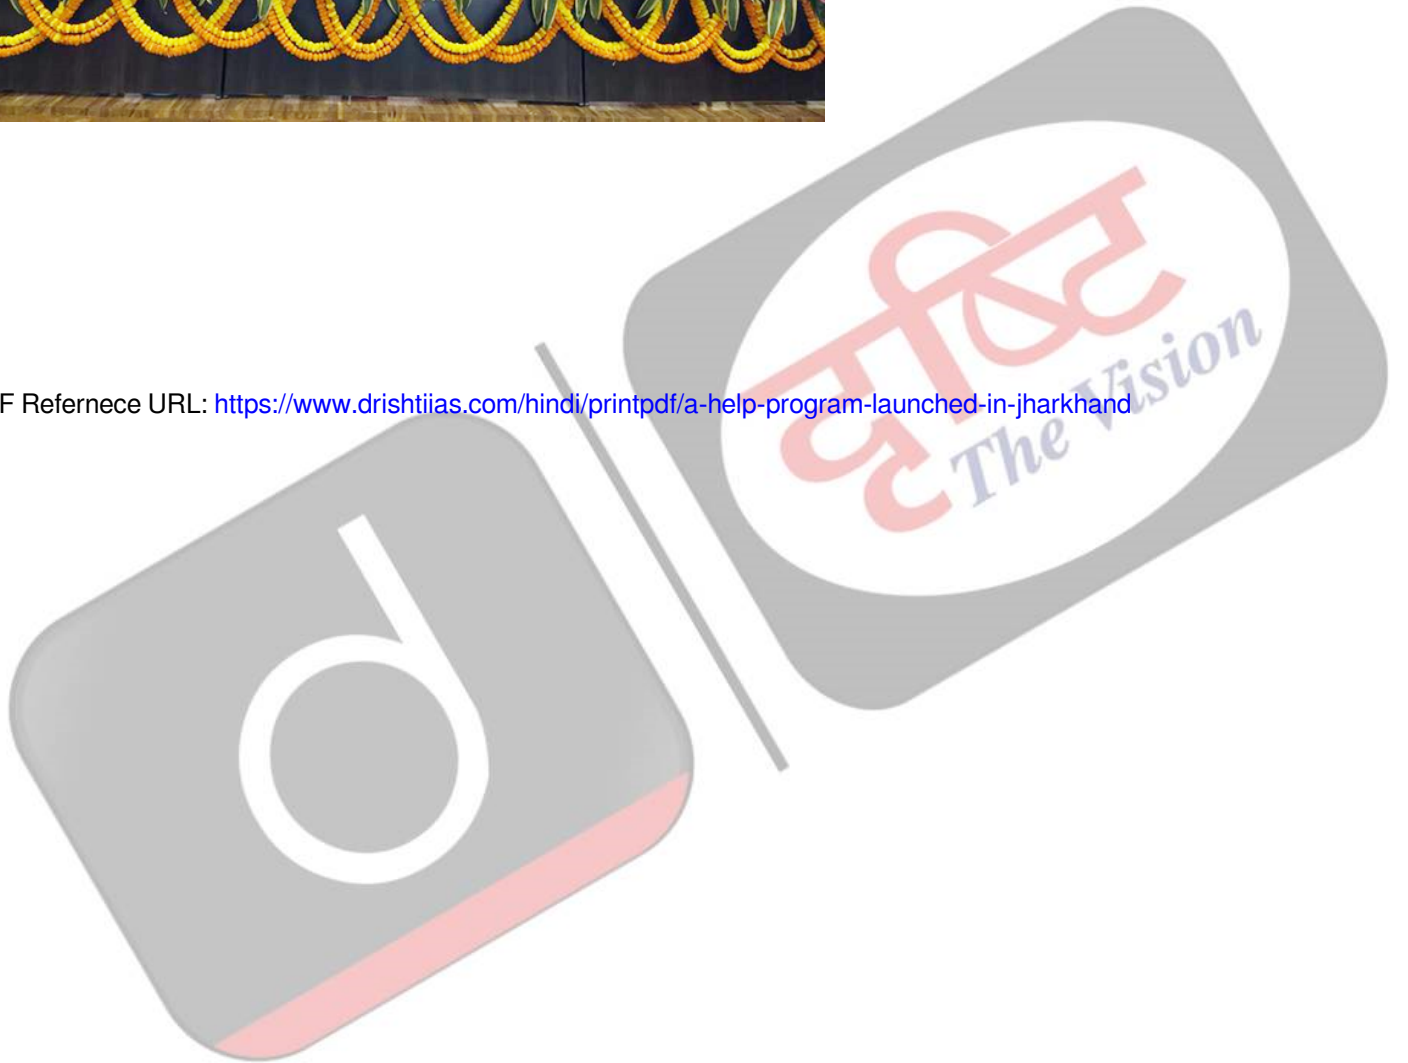 दृष्टि
The Vision
F Refernece URL: https://www.drishtiias.com/hindi/printpdf/a-help-program-launched-in-jharkhand
d